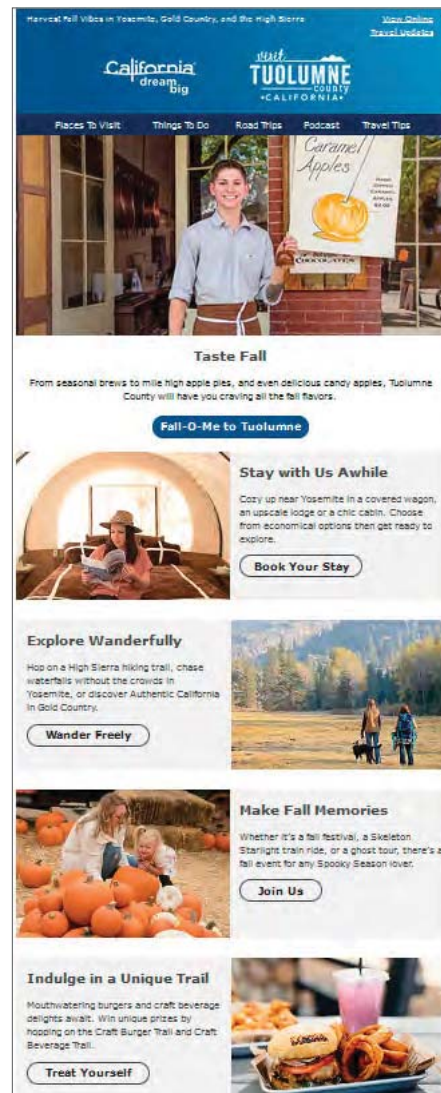 Harvest Fall Vibes in Yosemite, Gold Country, and the High Sierra
View Online
Travel Updates
California
dream
big
visit
TUOLUMNE
county
•CALIFORNIA•
Places To Visit
Things To Do
Road Trips
Podcast
Travel Tips
Caramel
Apples
CHOCOLATES
Taste Fall
From seasonal brews to mile high apple pies, and even delicious candy apples, Tuolumne
County will have you craving all the fall flavors.
Fall-O-Me to Tuolumne
Stay with Us Awhile
Cozy up near Yosemite in a covered wagon,
an upscale lodge or a chic cabin. Choose
from economical options then get ready to
explore.
Book Your Stay
Explore Wanderfully
Hop on a High Sierra hiking trail, chase
waterfalls without the crowds in
Yosemite, or discover Authentic California
in Gold Country.
Wander Freely
Make Fall Memories
Whether it's a fall festival, a Skeleton
Starlight train ride, or a ghost tour, there's a
fall event for any Spooky Season lover.
Join Us
Indulge in a Unique Trail
Mouthwatering burgers and craft beverage
delights await. Win unique prizes by
hopping on the Craft Burger Trail and Craft
Beverage Trail.
Treat Yourself